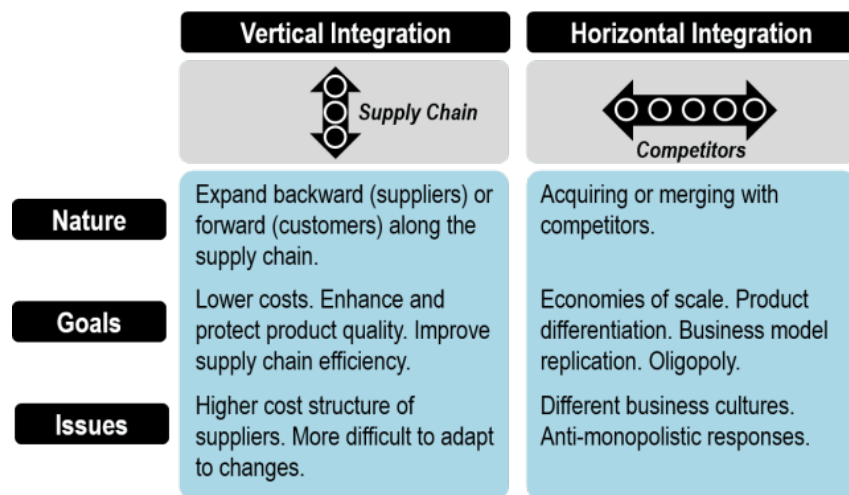 Vertical Integration
Horizontal Integration
Supply Chain
Competitors
Nature
Expand backward (suppliers) or
forward (customers) along the
supply chain.
Acquiring or merging with
competitors.
Goals
Lower costs. Enhance and
protect product quality. Improve
supply chain efficiency.
Economies of scale. Product
differentiation. Business model
replication. Oligopoly.
Issues
Higher cost structure of
suppliers. More difficult to adapt
to changes.
Different business cultures.
Anti-monopolistic responses.